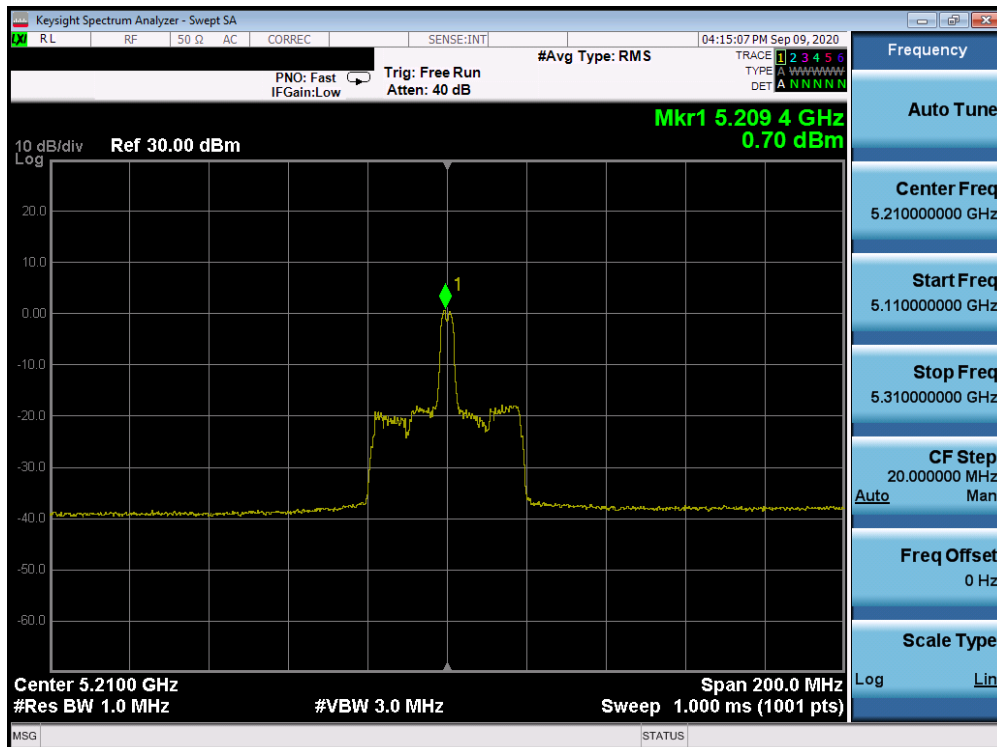 Keysight Spectrum Analyzer - Swept SA
LXI RL RF 50 Ω AC CORREC SENSE:INT 04:15:07 PM Sep 09, 2020
PNO: Fast
IFGain:Low
Trig: Free Run
Atten: 40 dB
#Avg Type: RMS
TRACE 1 2 3 4 5 6
TYPE A WWWWW
DET A N N N N N
Mkr1 5.209 4 GHz
0.70 dBm
10 dB/div
Log
Ref 30.00 dBm
20.0
10.0
0.00
-10.0
-20.0
-30.0
-40.0
-50.0
-60.0
1
Center 5.2100 GHz
Span 200.0 MHz
#Res BW 1.0 MHz
#VBW 3.0 MHz
Sweep 1.000 ms (1001 pts)
MSG
STATUS
Frequency
Auto Tune
Center Freq
5.210000000 GHz
Start Freq
5.110000000 GHz
Stop Freq
5.310000000 GHz
CF Step
20.000000 MHz
Auto Man
Freq Offset
0 Hz
Scale Type
Log Lin